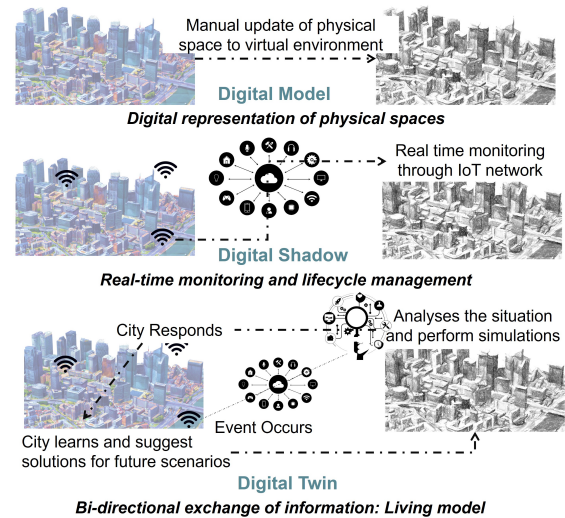 Manual update of physical
space to virtual environment
Digital Model
Digital representation of physical spaces
Real time monitoring
through IoT network
Digital Shadow
Real-time monitoring and lifecycle management
City Responds
Analyses the situation
and perform simulations
Event Occurs
City learns and suggest
solutions for future scenarios
Digital Twin
Bi-directional exchange of information: Living model